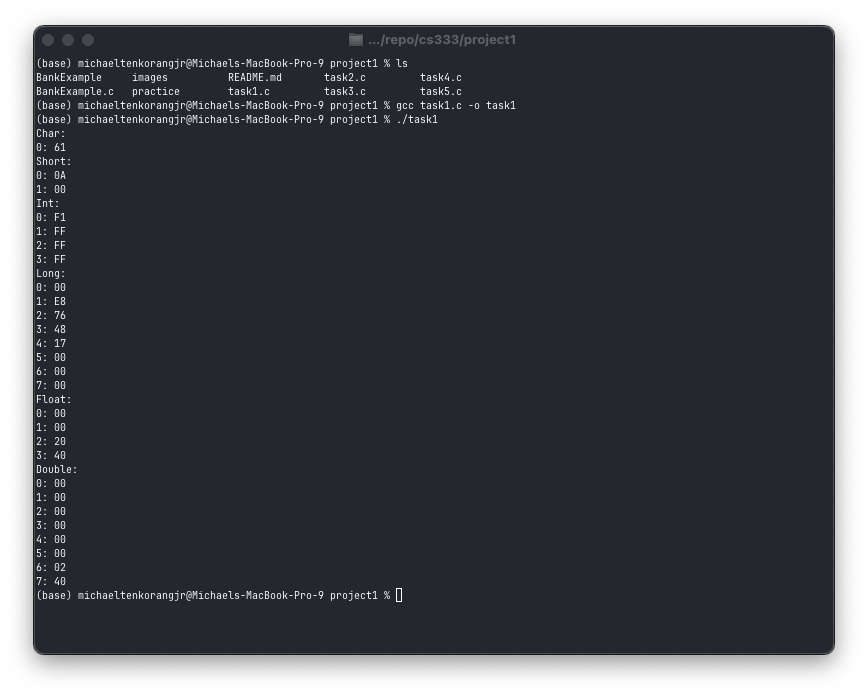 .../repo/cs333/project1
(base) michaeltenkorangjr@Michaels-MacBook-Pro-9 project1 % ls
BankExample images README.md task2.c task4.c
BankExample.c practice task1.c task3.c task5.c
(base) michaeltenkorangjr@Michaels-MacBook-Pro-9 project1 % gcc task1.c -o task1
(base) michaeltenkorangjr@Michaels-MacBook-Pro-9 project1 % ./task1
Char:
0: 61
Short:
0: 0A
1: 00
Int:
0: F1
1: FF
2: FF
3: FF
Long:
0: 00
1: E8
2: 76
3: 48
4: 17
5: 00
6: 00
7: 00
Float:
0: 00
1: 00
2: 20
3: 40
Double:
0: 00
1: 00
2: 00
3: 00
4: 00
5: 00
6: 02
7: 40
(base) michaeltenkorangjr@Michaels-MacBook-Pro-9 project1 %